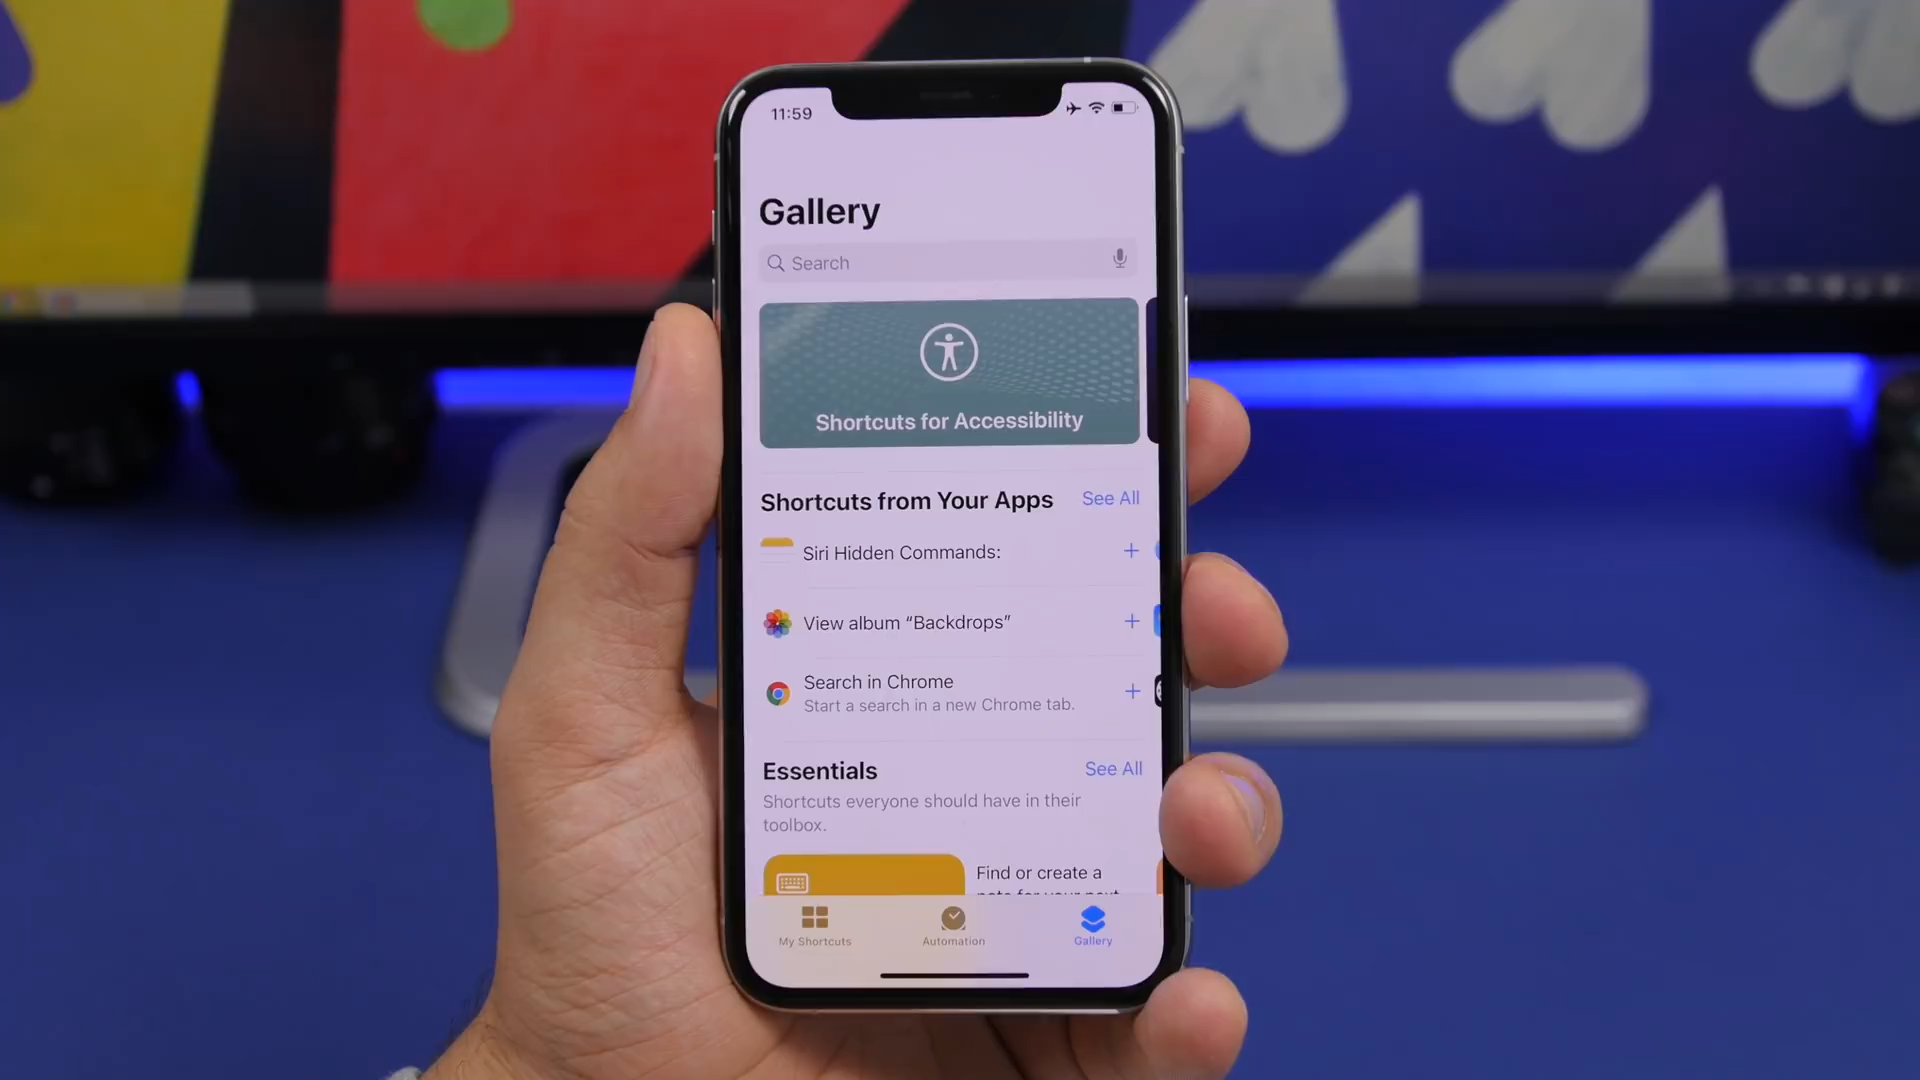 11:59
Gallery
Search
Shortcuts for Accessibility
Shortcuts from Your Apps See All
Siri Hidden Commands:
View album “Backdrops”
Search in Chrome
Start a search in a new Chrome tab.
Essentials See All
Shortcuts everyone should have in their
toolbox.
Find or create a
note for your next
My Shortcuts Automation Gallery